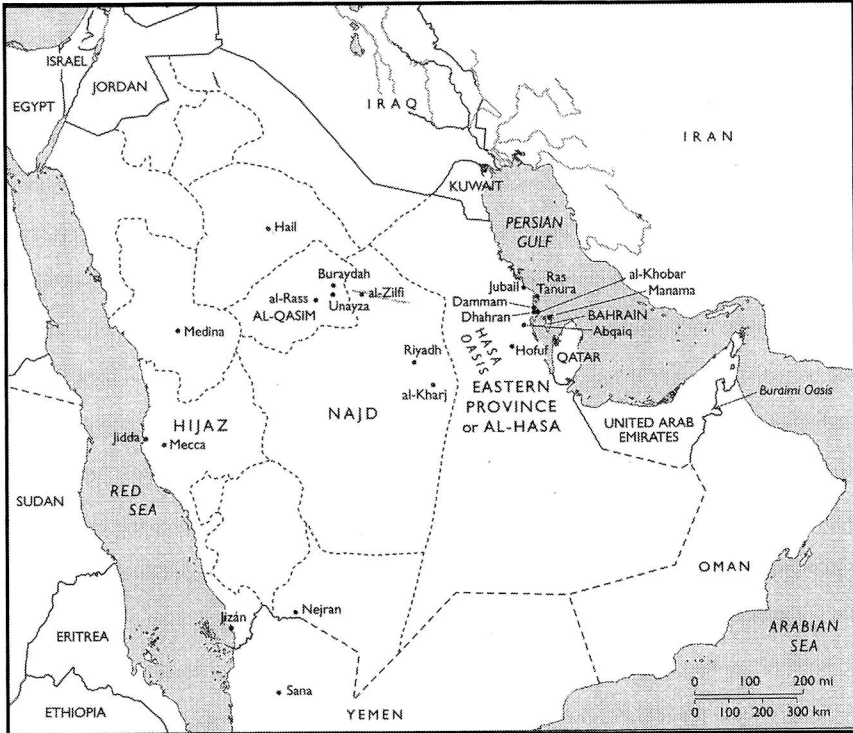 ISRAEL
JORDAN
EGYPT
IRAQ
IRAN
KUWAIT
PERSIAN
GULF
Hail
Buraydah
al-Rass
al-Zilfi
Unayza
AL-QASIM
Jubail
Ras
Tanura
al-Khobar
Manama
Dammam
Dhahran
BAHRAIN
Abqaiq
Medina
HASA
OASIS
Hofuf
QATAR
Riyadh
al-Kharj
EASTERN
PROVINCE
or AL-HASA
Buraimi Oasis
UNITED ARAB
EMIRATES
HIJAZ
NAJD
Jidda
Mecca
RED
SEA
SUDAN
OMAN
Nejran
Jizán
ERITREA
ARABIAN
SEA
Sana
YEMEN
ETHIOPIA
0 100 200 mi
0 100 200 300 km